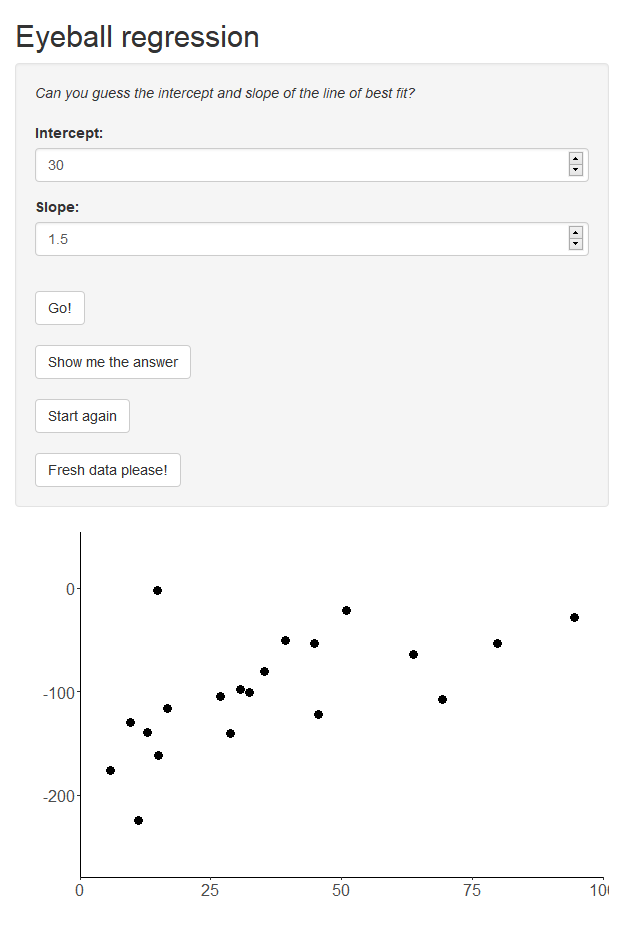 Eyeball regression
Can you guess the intercept and slope of the line of best fit?
Intercept:
30
Slope:
1.5
Go!
Show me the answer
Start again
Fresh data please!
0
-100
-200
0 25 50 75 10